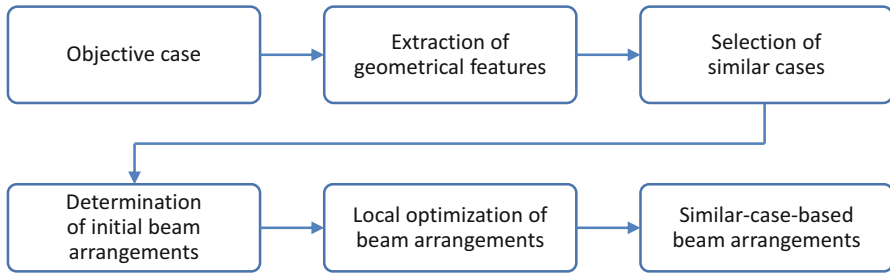 Objective case
Extraction of
geometrical features
Selection of
similar cases
Determination
of initial beam
arrangements
Local optimization of
beam arrangements
Similar-case-based
beam arrangements